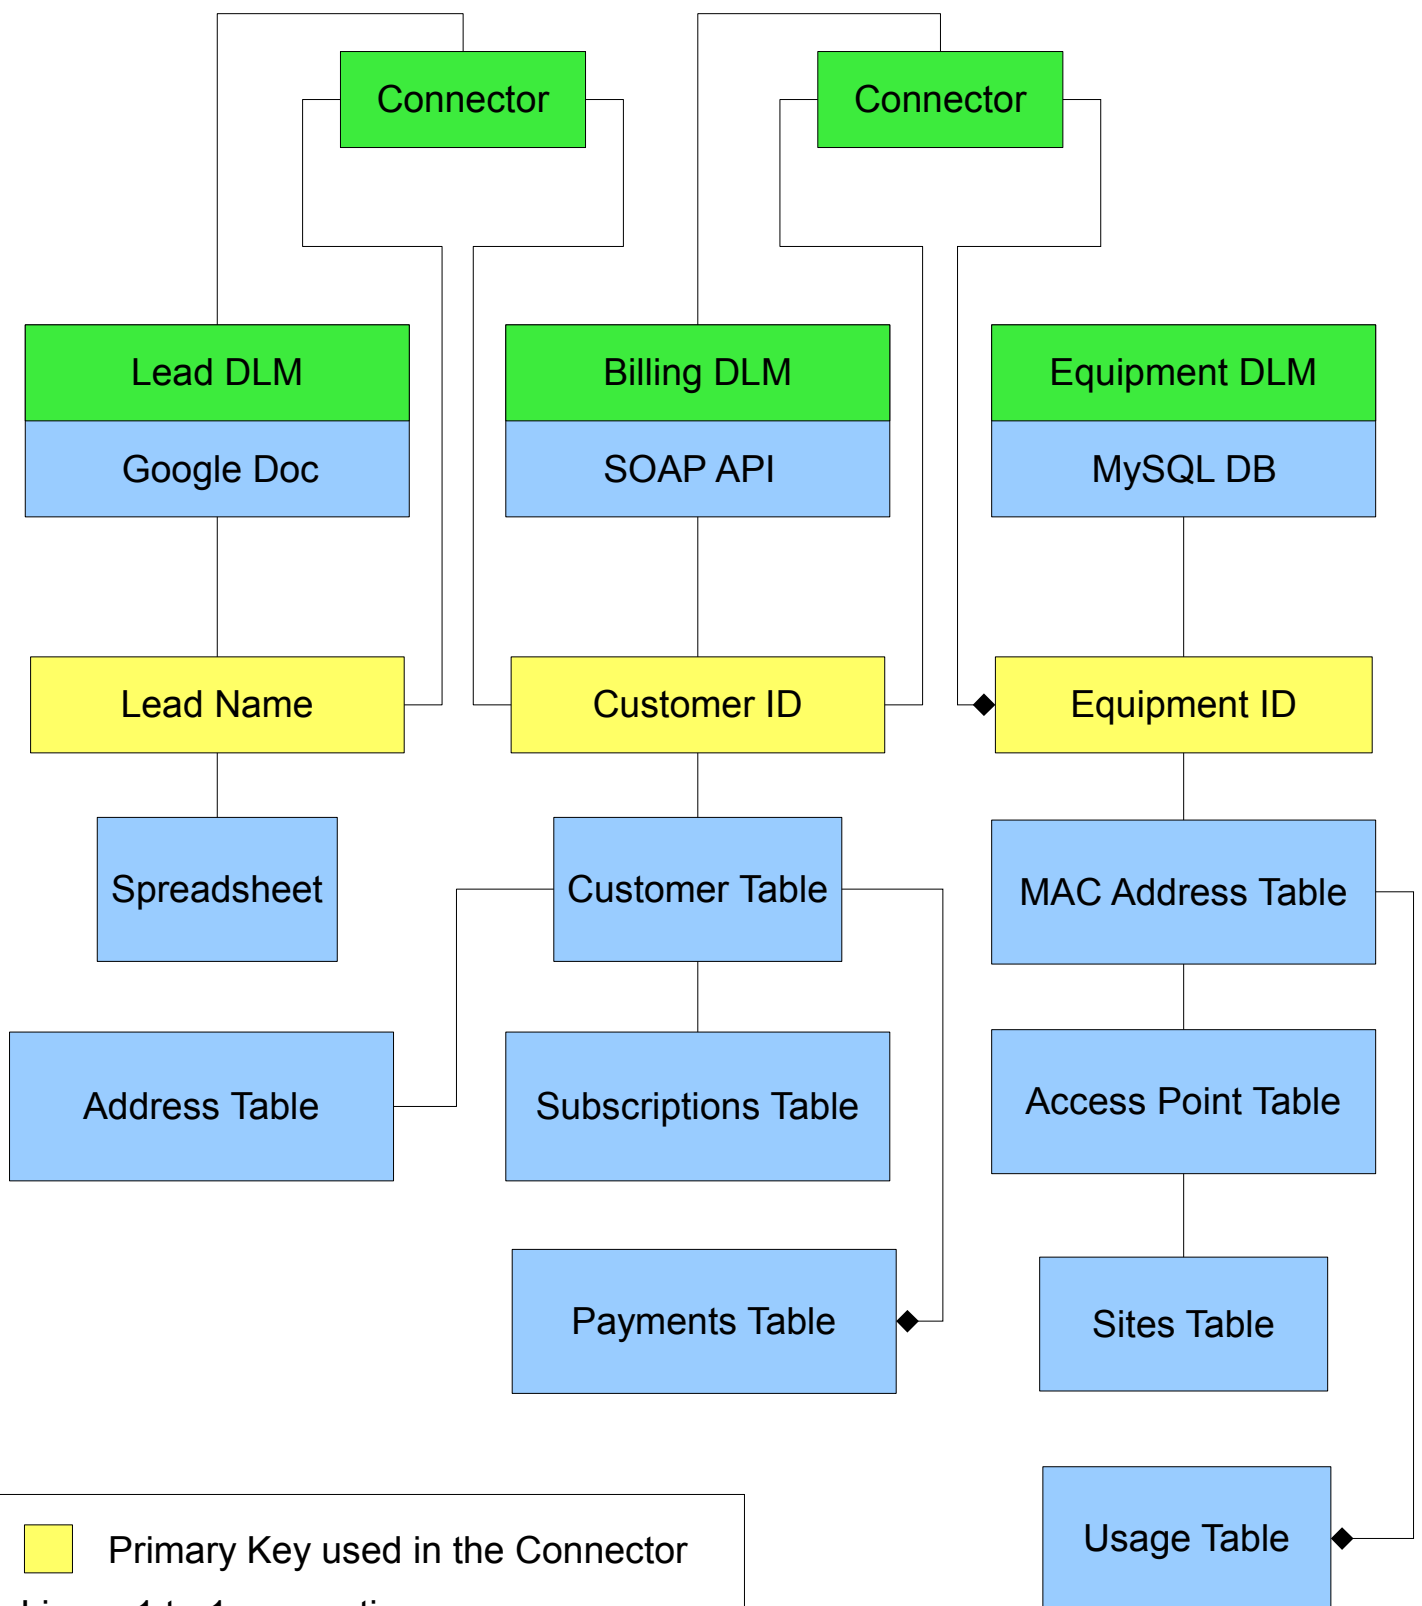 Connector
Connector
Lead DLM
Billing DLM
Equipment DLM
Google Doc
SOAP API
MySQL DB
Lead Name
Customer ID
Equipment ID
Spreadsheet
Customer Table
MAC Address Table
Address Table
Subscriptions Table
Access Point Table
Payments Table
Sites Table
Usage Table
Primary Key used in the Connector